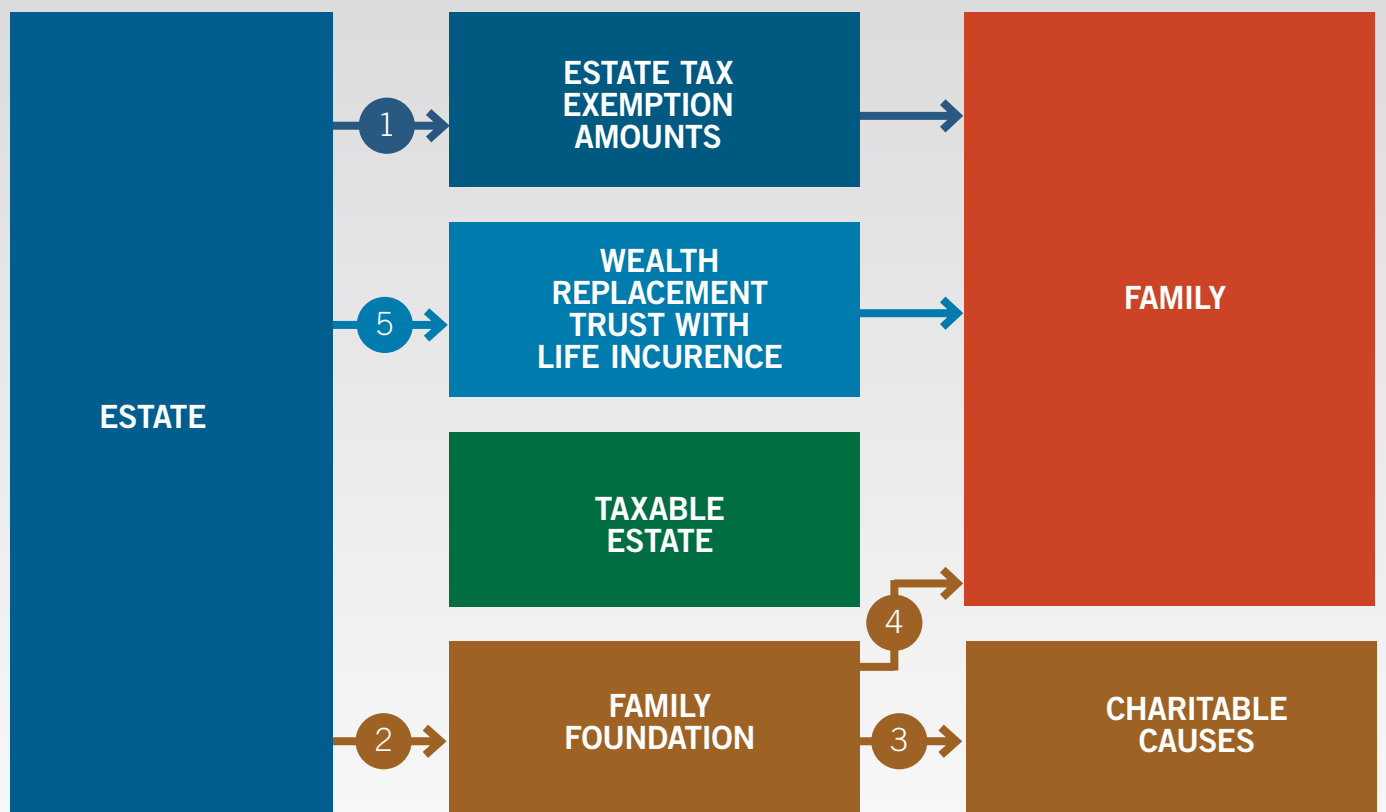 ESTATE
1
ESTATE TAX
EXEMPTION
AMOUNTS
5
WEALTH
REPLACEMENT
TRUST WITH
LIFE INCURENCE
FAMILY
TAXABLE
ESTATE
4
2
FAMILY
FOUNDATION
3
CHARITABLE
CAUSES